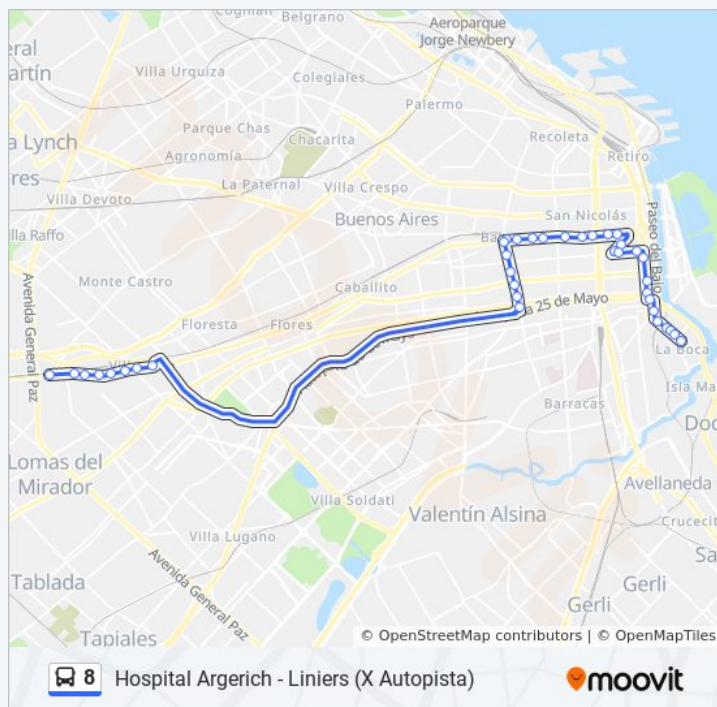 Coghlan
Belgrano
Aeroparque
Jorge Newbery
eral
artín
Villa Urquiza
Colegiales
Palermo
Parque Chas
Recoleta
a Lynch
Chacarita
Agronomía
Retiro
res
La Paternal
Villa Crespo
Villa Devoto
San Nicolás
Buenos Aires
Paseo del Bajo
illa Raffo
Ba
Avenida General Paz
Monte Castro
Caballito
Floresta
Flores
a 25 de Mayo
Vill
La Boca
Isla Ma
Barracas
Doc
Lomas del
Mirador
Avellaneda
Villa Soldati
Valentín Alsina
Crucecit
Villa Lugano
Avenida General Paz
Sa
Tablada
Gerli
Gerli
Tapiales
© OpenStreetMap contributors | © OpenMapTiles
8
Hospital Argerich - Liniers (X Autopista)
moovit